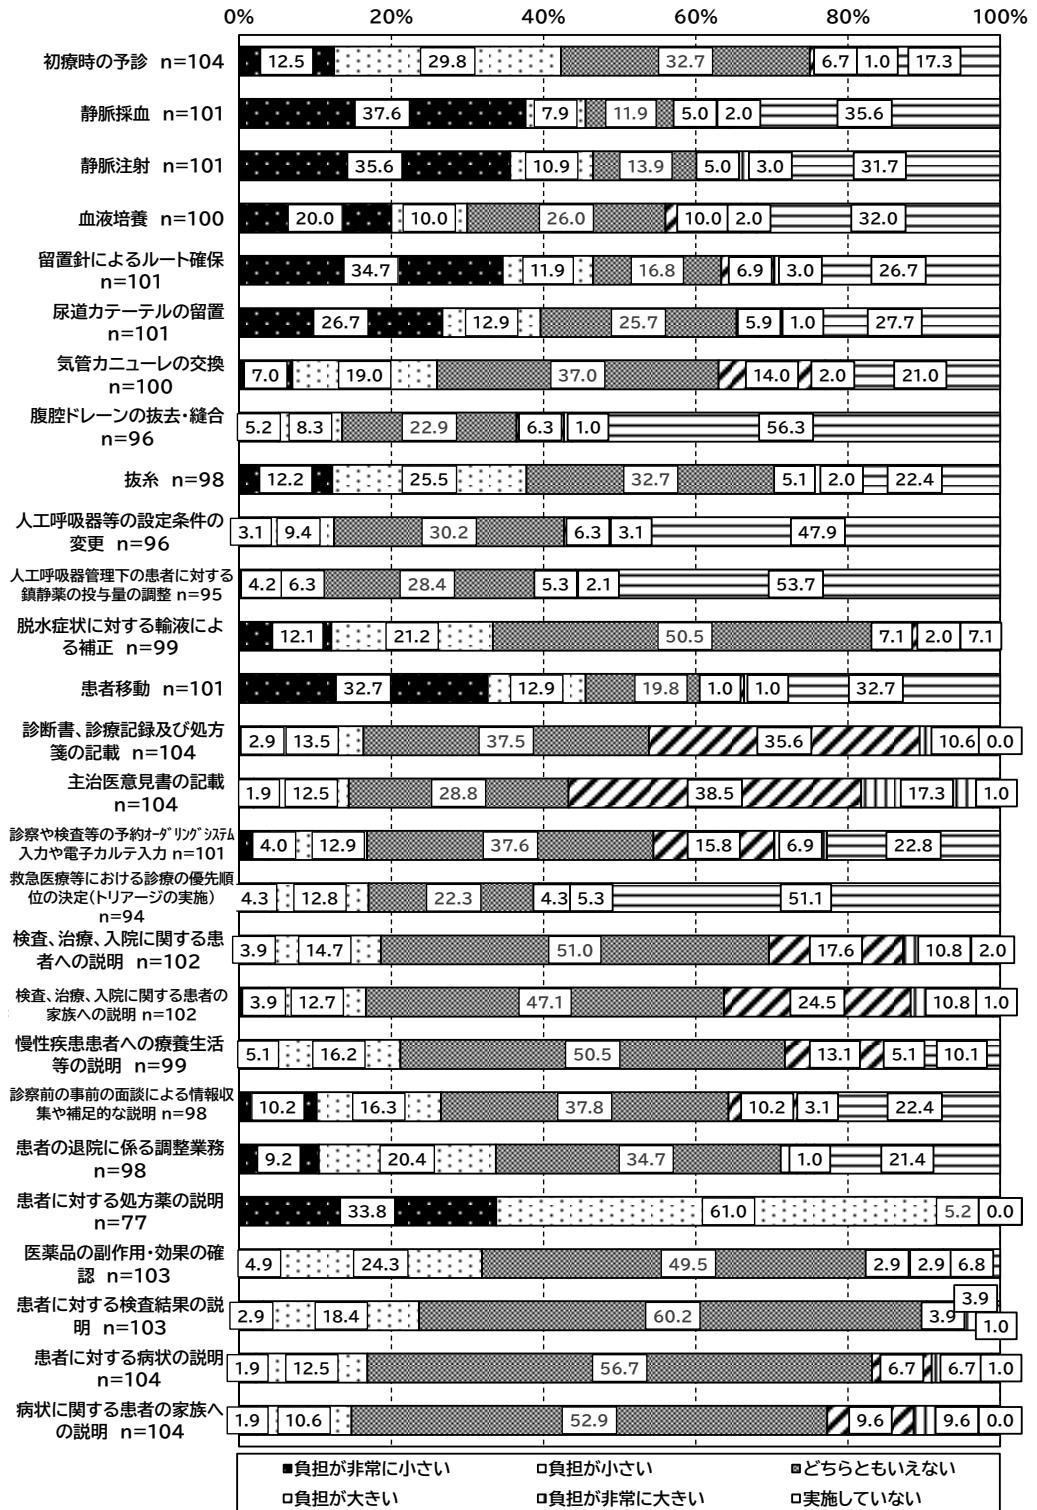 0% 20% 40% 60% 80% 100%
初療時の予診 n=104 12.5 29.8 32.7 6.7 1.0 17.3
静脈採血 n=101 37.6 7.9 11.9 5.0 2.0 35.6
静脈注射 n=101 35.6 10.9 13.9 5.0 3.0 31.7
血液培養 n=100 20.0 10.0 26.0 10.0 2.0 32.0
留置針によるルート確保
n=101 34.7 11.9 16.8 6.9 3.0 26.7
尿道カテーテルの留置
n=101 26.7 12.9 25.7 5.9 1.0 27.7
気管カニューレの交換
n=100 7.0 19.0 37.0 14.0 2.0 21.0
腹腔ドレーンの抜去・縫合
n=96 5.2 8.3 22.9 6.3 1.0 56.3
抜糸 n=98 12.2 25.5 32.7 5.1 2.0 22.4
人工呼吸器等の設定条件の
変更 n=96 3.1 9.4 30.2 6.3 3.1 47.9
人工呼吸器管理下の患者に対する
鎮静薬の投与量の調整 n=95 4.2 6.3 28.4 5.3 2.1 53.7
脱水症状に対する輸液によ
る補正 n=99 12.1 21.2 50.5 7.1 2.0 7.1
患者移動 n=101 32.7 12.9 19.8 1.0 1.0 32.7
診断書、診療記録及び処方
箋の記載 n=104 2.9 13.5 37.5 35.6 10.6 0.0
主治医意見書の記載
n=104 1.9 12.5 28.8 38.5 17.3 1.0
診察や検査等の予約オーダリングシステム
入力や電子カルテ入力 n=101 4.0 12.9 37.6 15.8 6.9 22.8
救急医療等における診療の優先順
位の決定(トリアージの実施)
n=94 4.3 12.8 22.3 4.3 5.3 51.1
検査、治療、入院に関する患
者への説明 n=102 3.9 14.7 51.0 17.6 10.8 2.0
検査、治療、入院に関する患者の
家族への説明 n=102 3.9 12.7 47.1 24.5 10.8 1.0
慢性疾患患者への療養生活
等の説明 n=99 5.1 16.2 50.5 13.1 5.1 10.1
診察前の事前の面談による情報収
集や補足的な説明 n=98 10.2 16.3 37.8 10.2 3.1 22.4
患者の退院に係る調整業務
n=98 9.2 20.4 34.7 1.0 21.4
患者に対する処方薬の説明
n=77 33.8 61.0 5.2 0.0
医薬品の副作用・効果の確
認 n=103 4.9 24.3 49.5 2.9 2.9 6.8
患者に対する検査結果の説
明 n=103 2.9 18.4 60.2 3.9 3.9 1.0
患者に対する病状の説明
n=104 1.9 12.5 56.7 6.7 6.7 1.0
病状に関する患者の家族へ
の説明 n=104 1.9 10.6 52.9 9.6 9.6 0.0
負担が非常に小さい 負担が小さい どちらともいえない
負担が大きい 負担が非常に大きい 実施していない